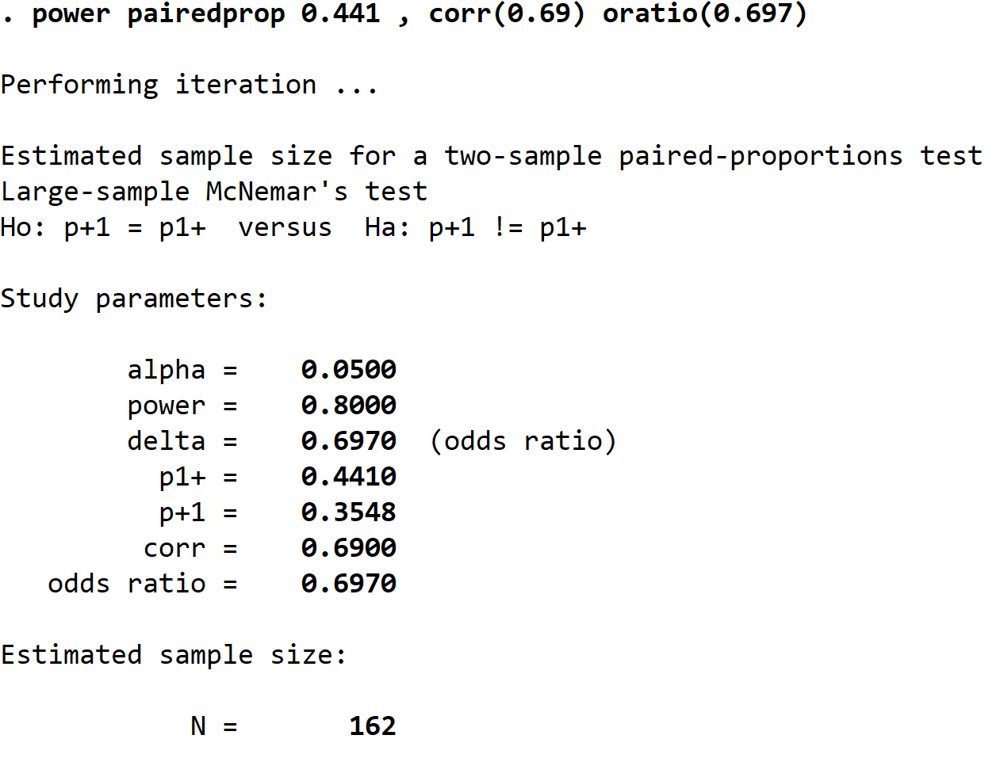 . power pairedprop 0.441 , corr(0.69) oratio(0.697)
Performing iteration ...
Estimated sample size for a two-sample paired-proportions test
Large-sample McNemar's test
Ho: p+1 = p1+  versus  Ha: p+1 != p1+
Study parameters:
alpha =    0.0500
power =    0.8000
delta =    0.6970  (odds ratio)
p1+ =    0.4410
p+1 =    0.3548
corr =    0.6900
odds ratio =    0.6970
Estimated sample size:
N =       162